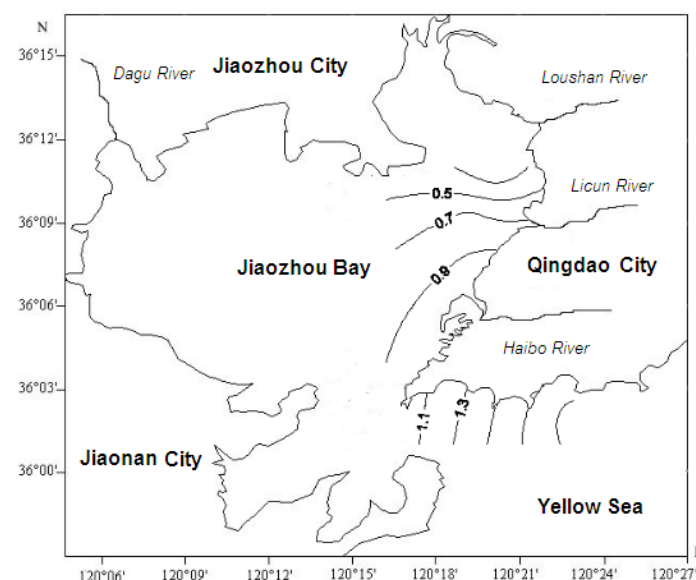 N
36°15'
Jiaozhou City
Dagu River
Loushan River
36°12'
Licun River
0.5
36°09'
0.7
Jiaozhou Bay
Qingdao City
0.9
36°06'
Haibo River
36°03'
1.1
1.3
Jiaonan City
36°00'
Yellow Sea
120°06' 120°09' 120°12' 120°15' 120°18' 120°21' 120°24' 120°27